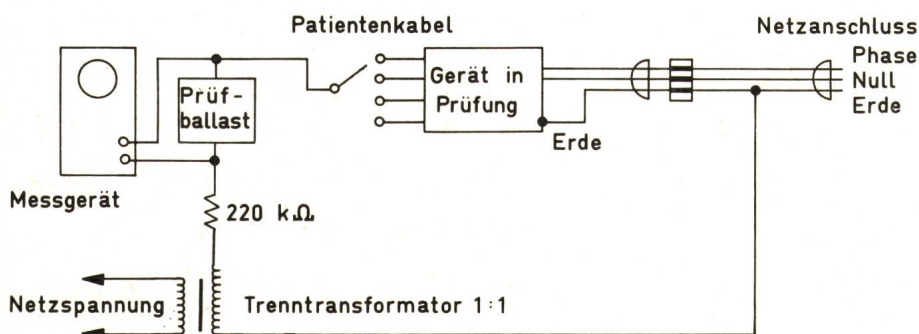 Patientenkabel
Netzanschluss
Phase
Null
Erde
Gerät in
Prüfung
Prüf-
ballast
Erde
Messgerät
220 kΩ
Netzspannung
Trenntransformator 1:1